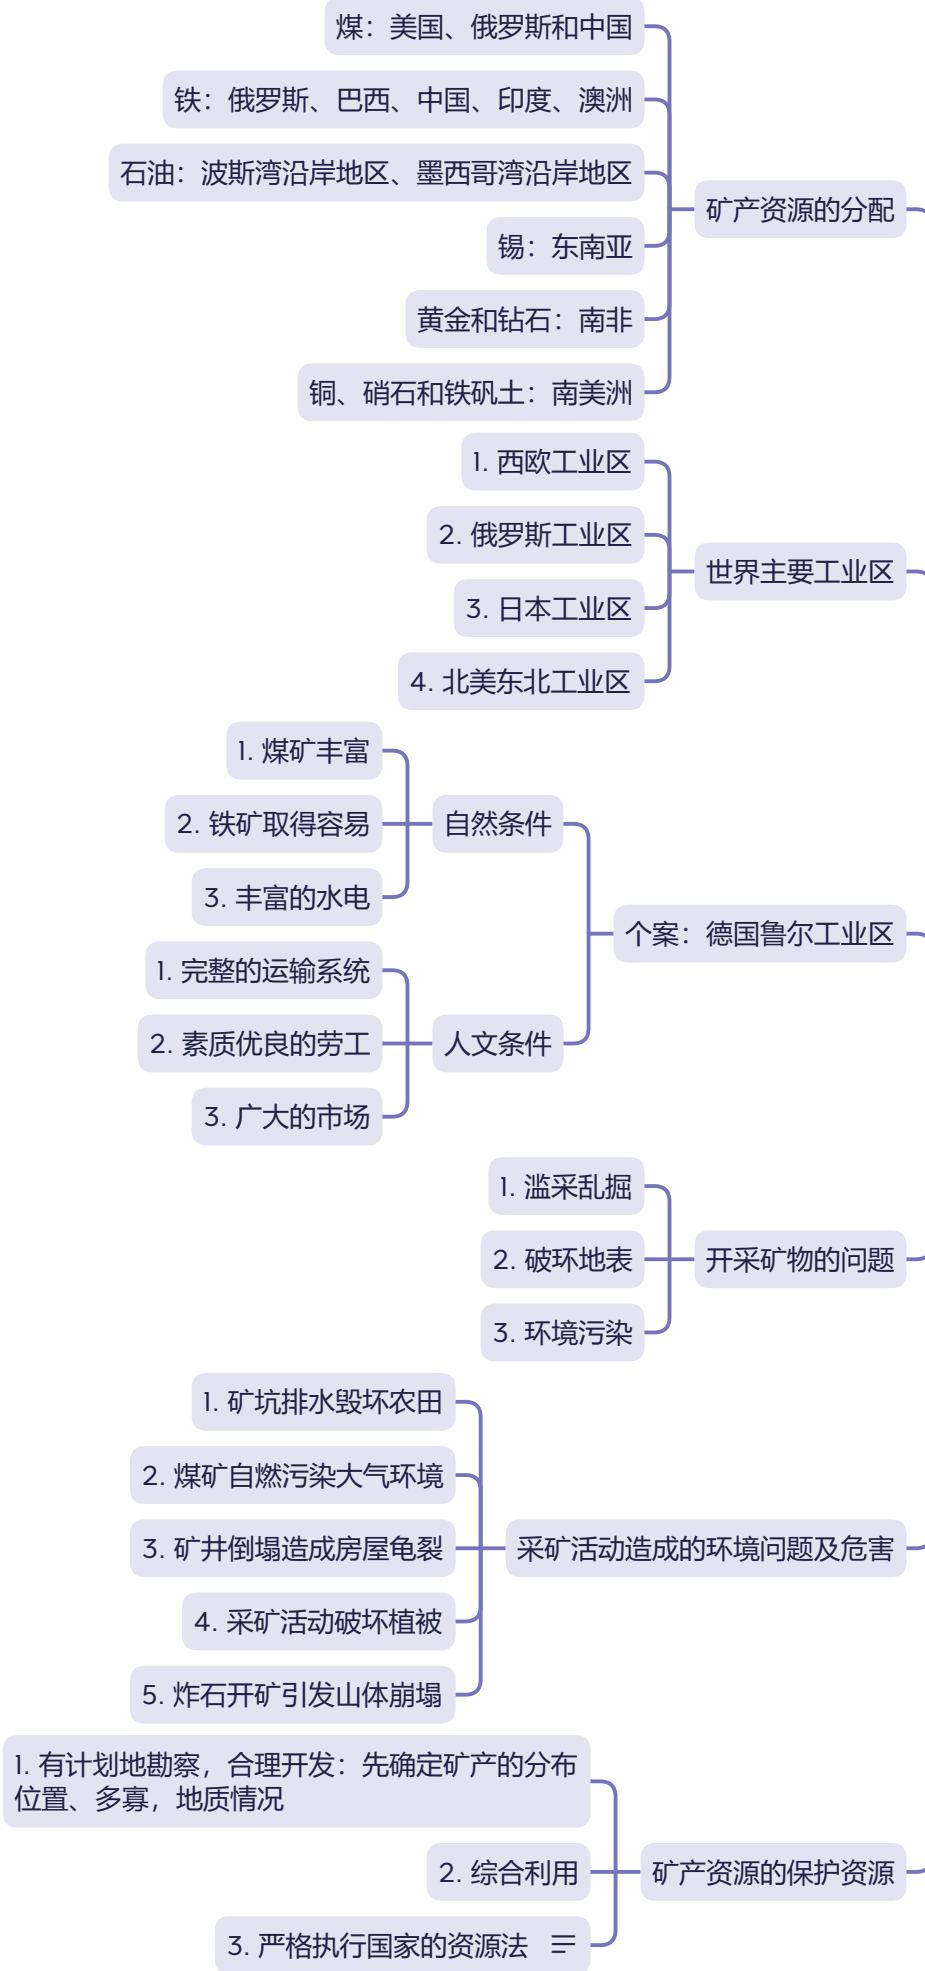 煤：美国、俄罗斯和中国
铁：俄罗斯、巴西、中国、印度、澳洲
石油：波斯湾沿岸地区、墨西哥湾沿岸地区
矿产资源的分配
锡：东南亚
黄金和钻石：南非
铜、硝石和铁矾土：南美洲
1. 西欧工业区
2. 俄罗斯工业区
世界主要工业区
3. 日本工业区
4. 北美东北工业区
1. 煤矿丰富
2. 铁矿取得容易
自然条件
3. 丰富的水电
个案：德国鲁尔工业区
1. 完整的运输系统
2. 素质优良的劳工
人文条件
3. 广大的市场
1. 滥采乱掘
2. 破环地表
开采矿物的问题
3. 环境污染
1. 矿坑排水毁坏农田
2. 煤矿自燃污染大气环境
3. 矿井倒塌造成房屋龟裂
采矿活动造成的环境问题及危害
4. 采矿活动破坏植被
5. 炸石开矿引发山体崩塌
1. 有计划地勘察，合理开发：先确定矿产的分布
位置、多寡，地质情况
2. 综合利用
矿产资源的保护资源
3. 严格执行国家的资源法